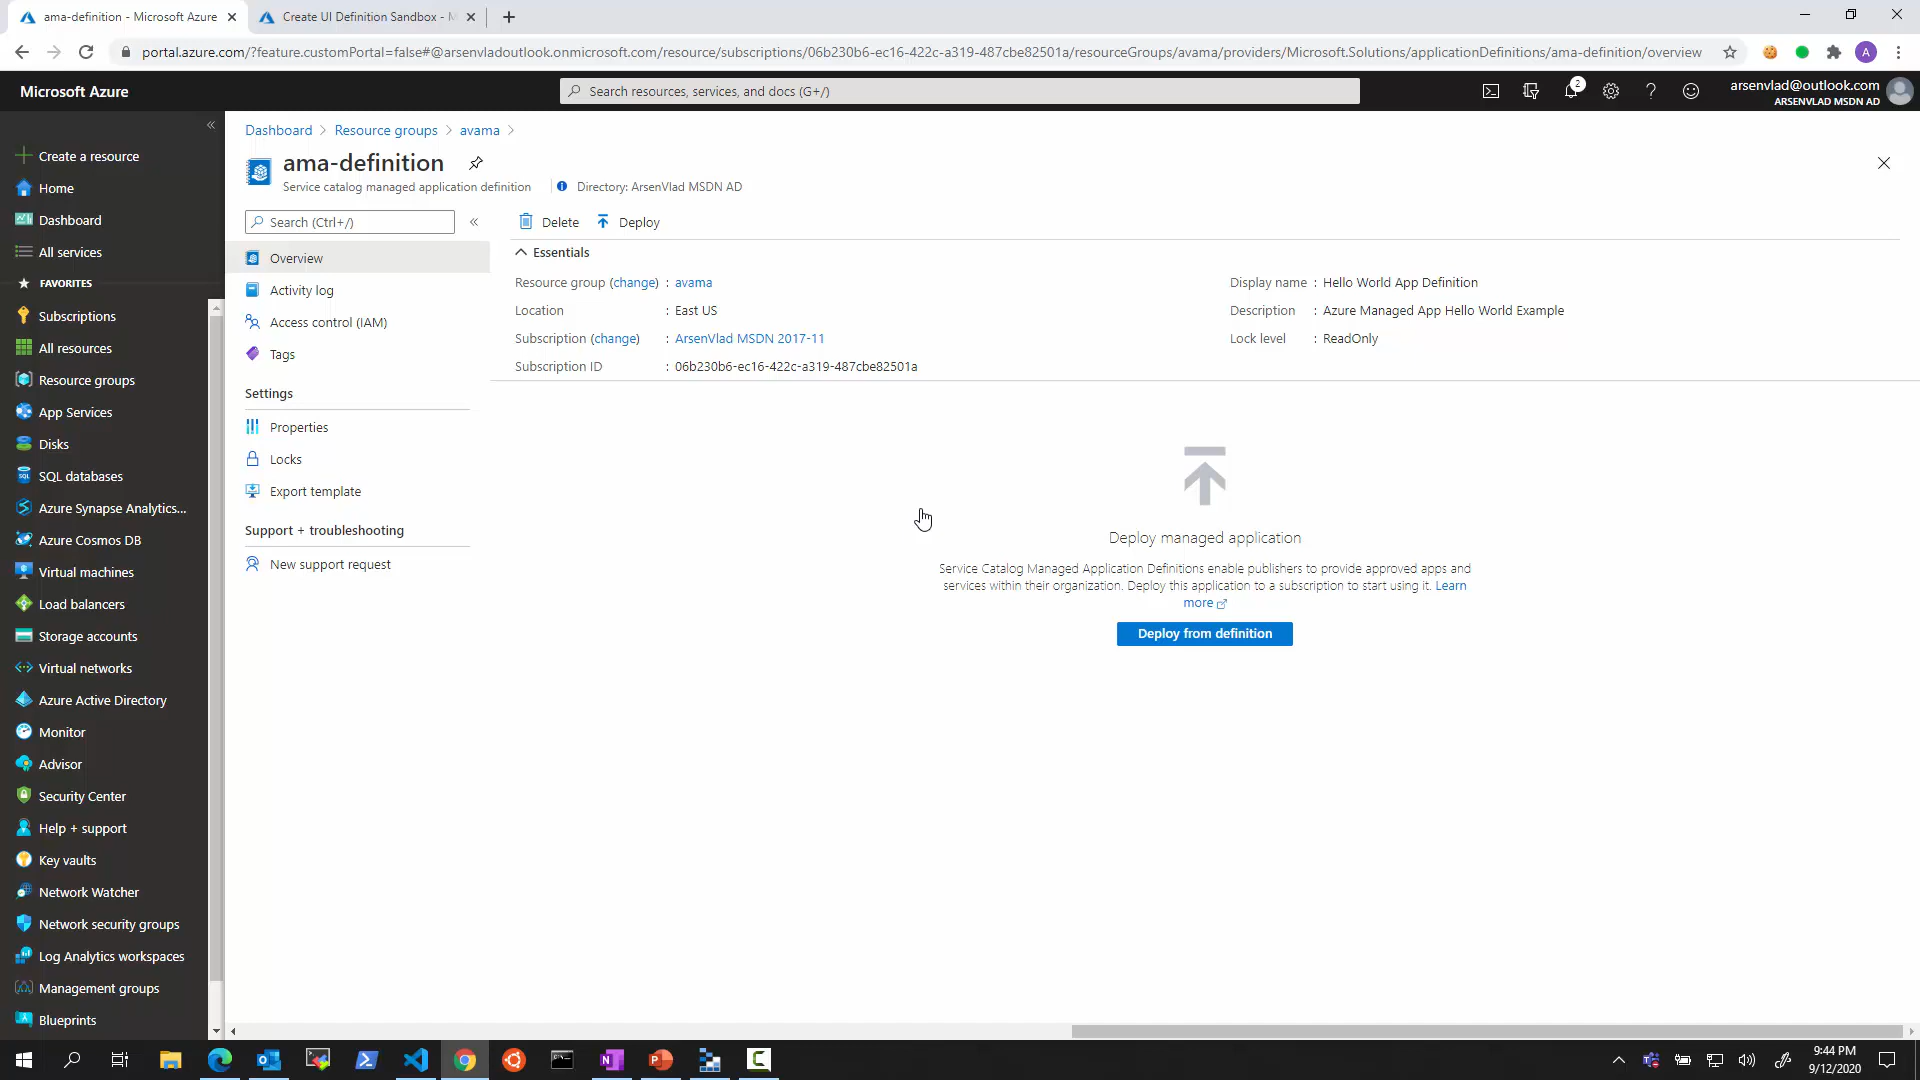 ama-definition - Microsoft Azure
Create UI Definition Sandbox - M
portal.azure.com/?feature.customPortal=false#@arsenvladoutlook.onmicrosoft.com/resource/subscriptions/06b230b6-ec16-422c-a319-487cbe82501a/resourceGroups/avama/providers/Microsoft.Solutions/applicationDefinitions/ama-definition/overview
A
Microsoft Azure
Search resources, services, and docs (G+/)
2
arsenvlad@outlook.com
ARSENVLAD MSDN AD
Create a resource
Home
Dashboard
All services
FAVORITES
Subscriptions
All resources
Resource groups
App Services
Disks
SQL databases
Azure Synapse Analytics...
Azure Cosmos DB
Virtual machines
Load balancers
Storage accounts
Virtual networks
Azure Active Directory
Monitor
Advisor
Security Center
Help + support
Key vaults
Network Watcher
Network security groups
Log Analytics workspaces
Management groups
Blueprints
Dashboard > Resource groups > avama >
ama-definition
Service catalog managed application definition
Directory: ArsenVlad MSDN AD
Search (Ctrl+/)
Overview
Activity log
Access control (IAM)
Tags
Settings
Properties
Locks
Export template
Support + troubleshooting
New support request
Delete
Deploy
Essentials
Resource group (change) : avama
Location : East US
Subscription (change) : ArsenVlad MSDN 2017-11
Subscription ID : 06b230b6-ec16-422c-a319-487cbe82501a
Display name : Hello World App Definition
Description : Azure Managed App Hello World Example
Lock level : ReadOnly
Deploy managed application
Service Catalog Managed Application Definitions enable publishers to provide approved apps and
services within their organization. Deploy this application to a subscription to start using it. Learn
more
Deploy from definition
9:44 PM
9/12/2020